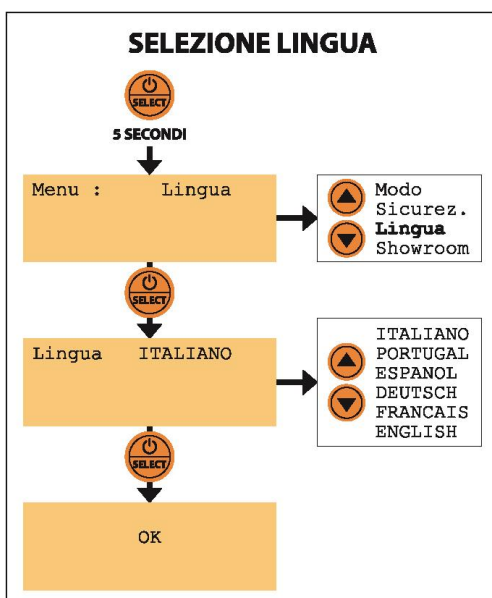 SELEZIONE LINGUA
SELECT
5 SECONDI
Menu : Lingua
Modo
Sicurez.
Lingua
Showroom
SELECT
Lingua ITALIANO
ITALIANO
PORTUGAL
ESPANOL
DEUTSCH
FRANCAIS
ENGLISH
SELECT
OK